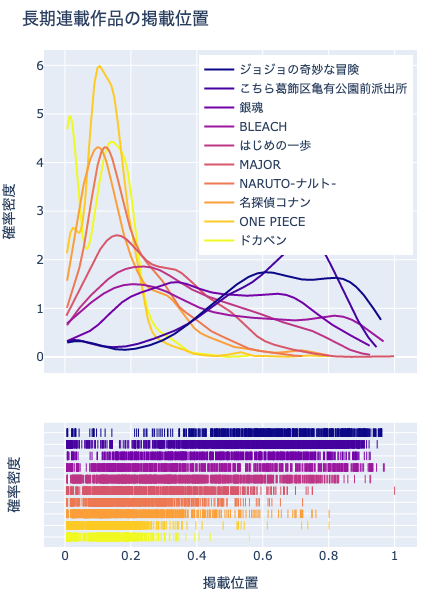 長期連載作品の掲載位置
ジョジョの奇妙な冒険
こちら葛飾区亀有公園前派出所
銀魂
BLEACH
はじめの一歩
MAJOR
NARUTO-ナルト-
名探偵コナン
ONE PIECE
ドカベン
確率密度
6
5
4
3
2
1
0
確率密度
0
0.2
0.4
0.6
0.8
1
掲載位置